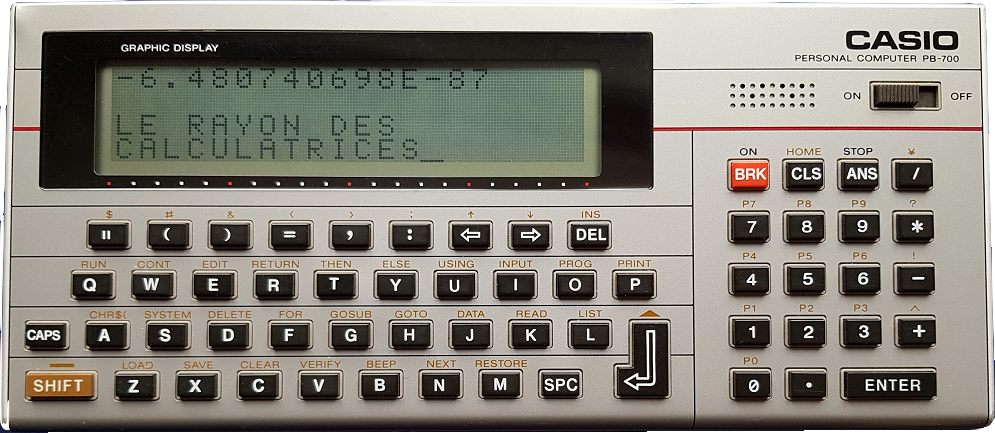 GRAPHIC DISPLAY
CASIO
PERSONAL COMPUTER PB-700
-6.480740698E-87
LE RAYON DES
CALCULATRICES_
ON OFF
ON HOME STOP ¥
BRK CLS ANS /
$ # & < > ; ↑ ↓ INS
" ( ) = , : ⇦ ⇨ DEL
P7 P8 P9 ?
7 8 9 *
RUN CONT EDIT RETURN THEN ELSE USING INPUT PROG PRINT
Q W E R T Y U I O P
P4 P5 P6 !
4 5 6 −
CHR$( SYSTEM DELETE FOR GOSUB GOTO DATA READ LIST
CAPS A S D F G H J K L
P1 P2 P3 ^
1 2 3 +
LOAD SAVE CLEAR VERIFY BEEP NEXT RESTORE
SHIFT Z X C V B N M SPC
P0
0 . ENTER